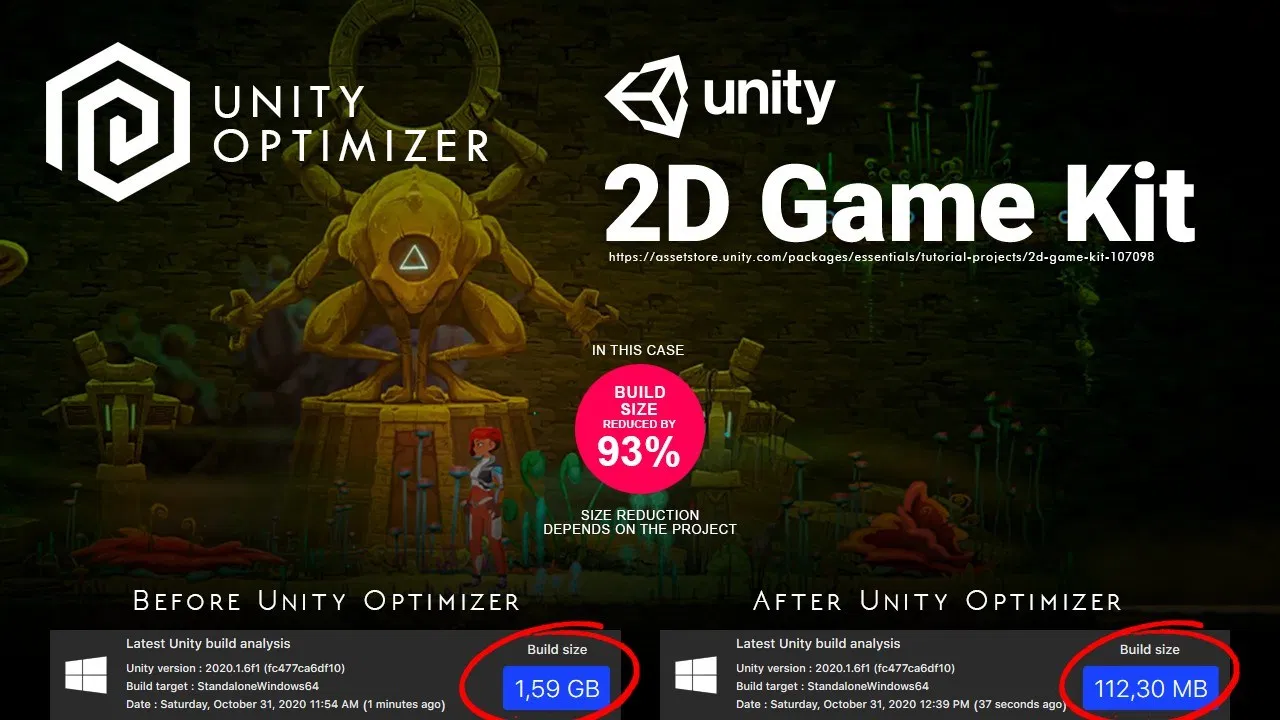 UNITY
OPTIMIZER
unity
2D Game Kit
https://assetstore.unity.com/packages/essentials/tutorial-projects/2d-game-kit-107098
IN THIS CASE
BUILD
SIZE
REDUCED BY
93%
SIZE REDUCTION
DEPENDS ON THE PROJECT
BEFORE UNITY OPTIMIZER
Latest Unity build analysis
Unity version : 2020.1.6f1 (fc477ca6df10)
Build target : StandaloneWindows64
Date : Saturday, October 31, 2020 11:54 AM (1 minutes ago)
Build size
1,59 GB
AFTER UNITY OPTIMIZER
Latest Unity build analysis
Unity version : 2020.1.6f1 (fc477ca6df10)
Build target : StandaloneWindows64
Date : Saturday, October 31, 2020 12:39 PM (37 seconds ago)
Build size
112,30 MB